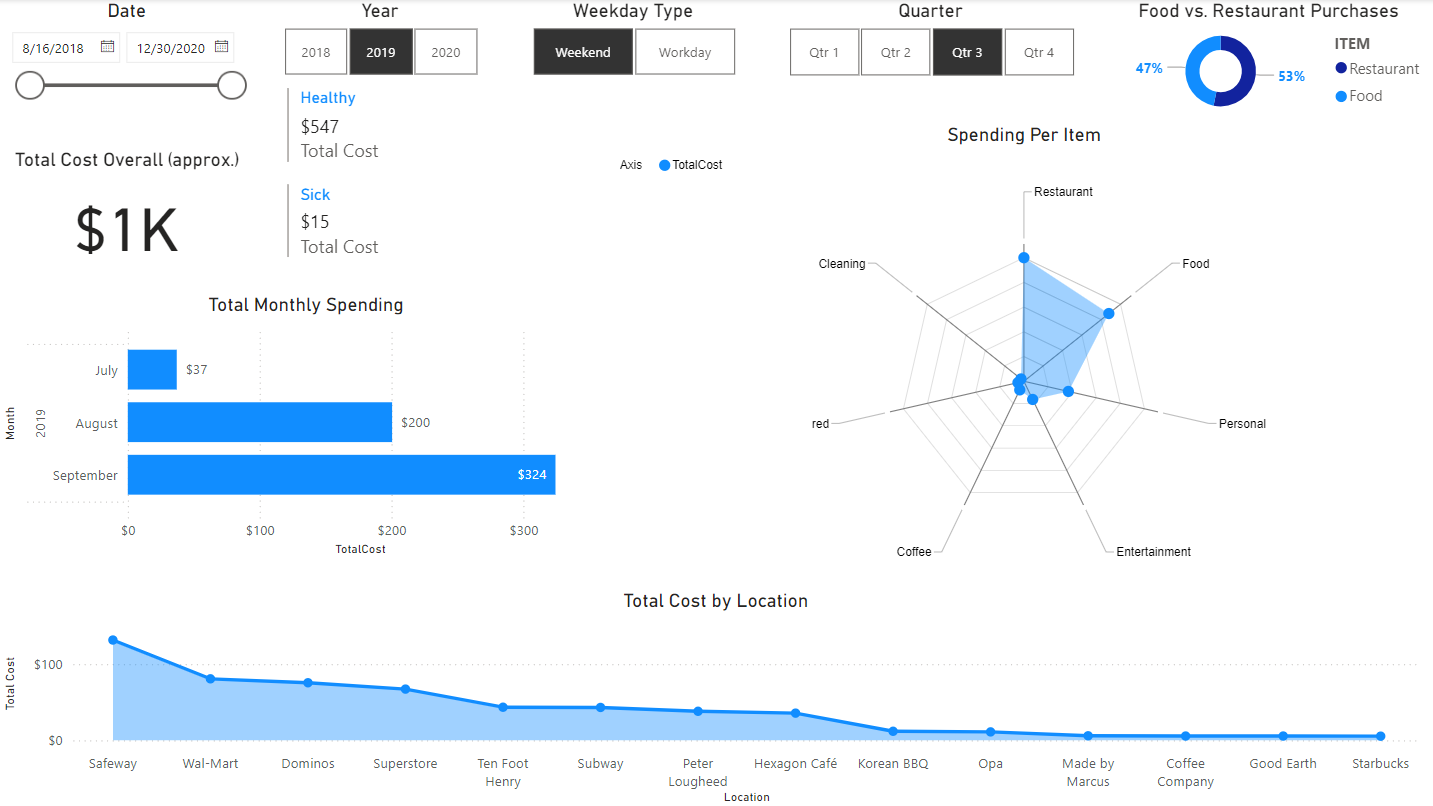 Date
8/16/2018
12/30/2020
Year
2018
2019
2020
Weekday Type
Weekend
Workday
Quarter
Qtr 1
Qtr 2
Qtr 3
Qtr 4
Food vs. Restaurant Purchases
47%
53%
ITEM
Restaurant
Food
Total Cost Overall (approx.)
$1K
Healthy
$547
Total Cost
Sick
$15
Total Cost
Axis
TotalCost
Spending Per Item
Restaurant
Food
Personal
Entertainment
Coffee
red
Cleaning
Total Monthly Spending
Month
2019
July
$37
August
$200
September
$324
$0
$100
$200
$300
TotalCost
Total Cost by Location
Total Cost
$100
$0
Safeway
Wal-Mart
Dominos
Superstore
Ten Foot
Henry
Subway
Peter
Lougheed
Hexagon Café
Korean BBQ
Opa
Made by
Marcus
Coffee
Company
Good Earth
Starbucks
Location